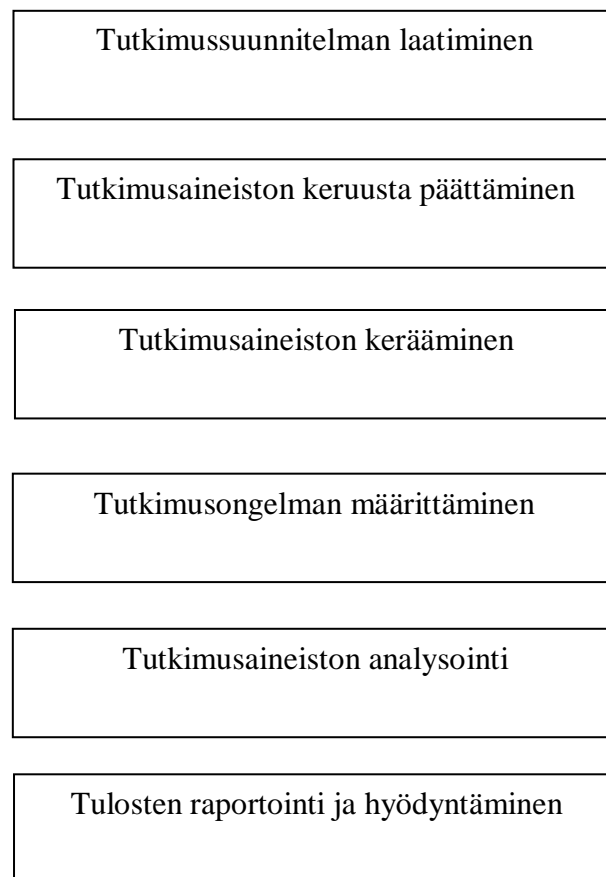 Tutkimussuunnitelman laatiminen
Tutkimusaineiston keruusta päättäminen
Tutkimusaineiston kerääminen
Tutkimusongelman määrittäminen
Tutkimusaineiston analysointi
Tulosten raportointi ja hyödyntäminen